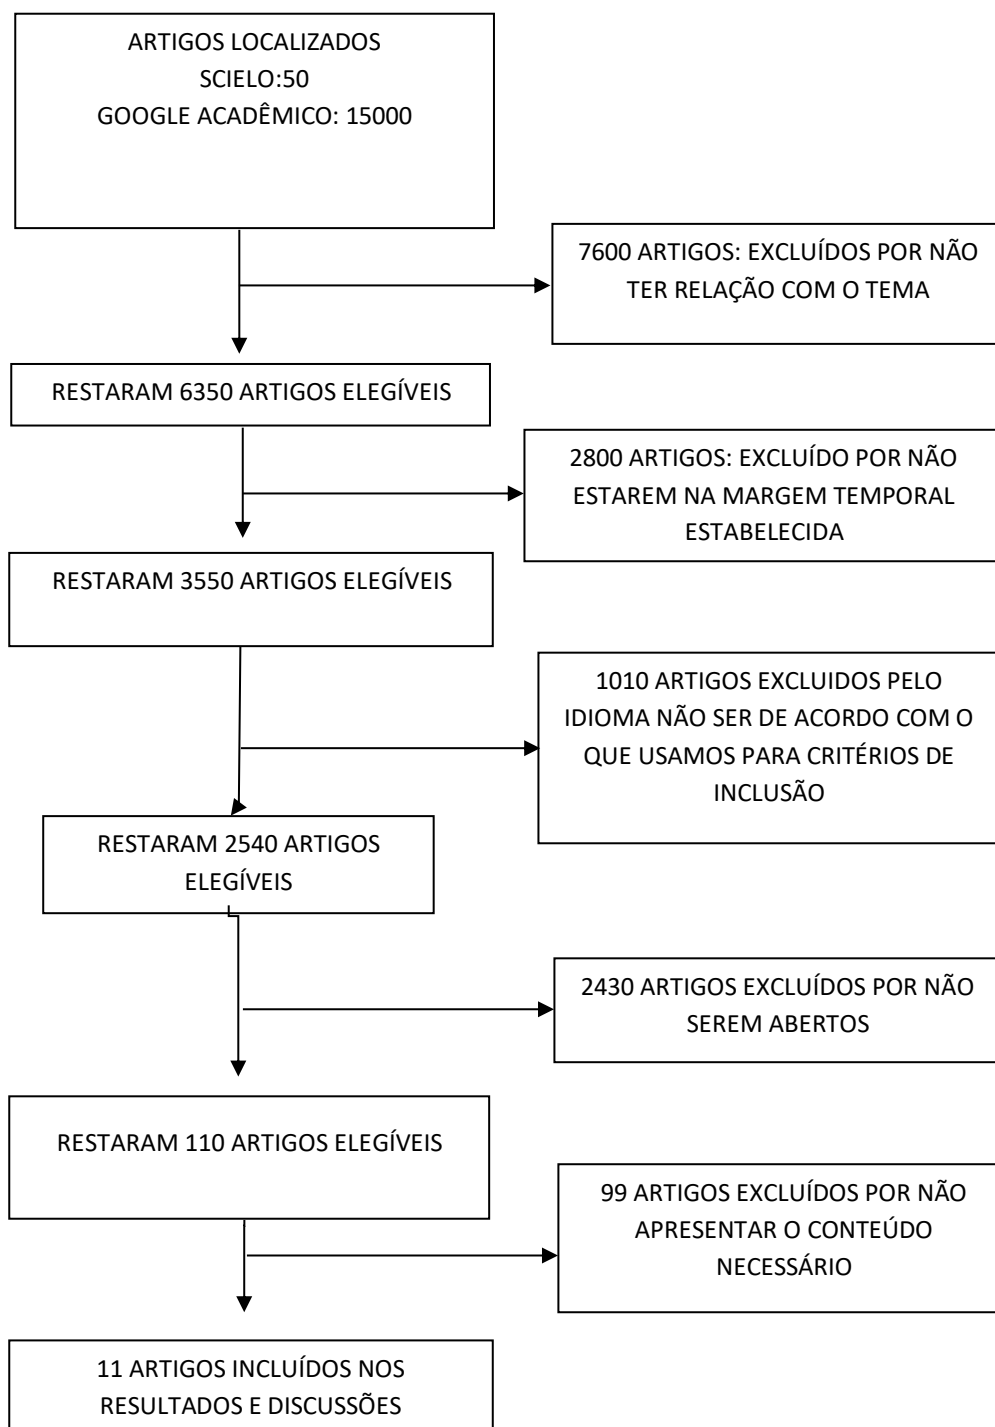 ARTIGOS LOCALIZADOS
SCIELO:50
GOOGLE ACADÊMICO: 15000
7600 ARTIGOS: EXCLUÍDOS POR NÃO
TER RELAÇÃO COM O TEMA
RESTARAM 6350 ARTIGOS ELEGÍVEIS
2800 ARTIGOS: EXCLUÍDO POR NÃO
ESTAREM NA MARGEM TEMPORAL
ESTABELECIDA
RESTARAM 3550 ARTIGOS ELEGÍVEIS
1010 ARTIGOS EXCLUIDOS PELO
IDIOMA NÃO SER DE ACORDO COM O
QUE USAMOS PARA CRITÉRIOS DE
INCLUSÃO
RESTARAM 2540 ARTIGOS
ELEGÍVEIS
2430 ARTIGOS EXCLUÍDOS POR NÃO
SEREM ABERTOS
RESTARAM 110 ARTIGOS ELEGÍVEIS
99 ARTIGOS EXCLUÍDOS POR NÃO
APRESENTAR O CONTEÚDO
NECESSÁRIO
11 ARTIGOS INCLUÍDOS NOS
RESULTADOS E DISCUSSÕES